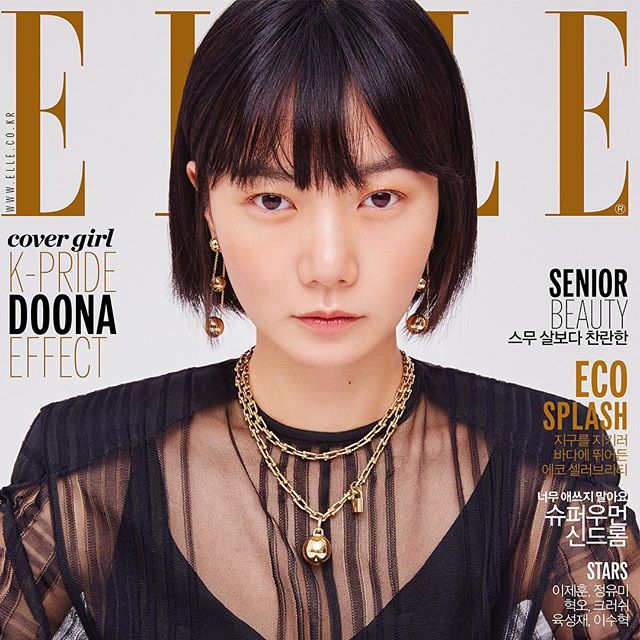 ELLE
WWW.ELLE.CO.KR
cover girl
K-PRIDE
DOONA
EFFECT
SENIOR
BEAUTY
스무 살보다 찬란한
ECO
SPLASH
지구를 지키러
바다에 뛰어든
에코 셀러브리티
너무 애쓰지 말아요
슈퍼우먼
신드롬
STARS
이제훈, 정유미
혁오, 크러쉬
육성재, 이수혁